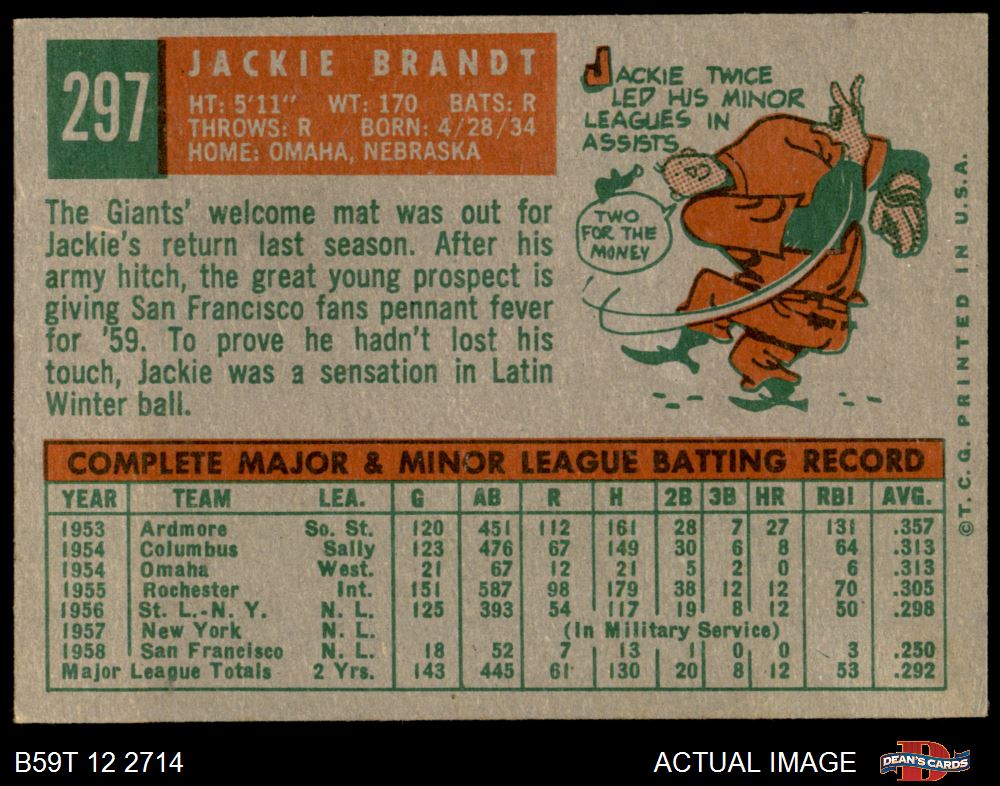 297
JACKIE BRANDT
HT: 5'11" WT: 170 BATS: R
THROWS: R BORN: 4/28/34
HOME: OMAHA, NEBRASKA
JACKIE TWICE
LED HIS MINOR
LEAGUES IN
ASSISTS.
TWO
FOR THE
MONEY
The Giants' welcome mat was out for
Jackie's return last season. After his
army hitch, the great young prospect is
giving San Francisco fans pennant fever
for '59. To prove he hadn't lost his
touch, Jackie was a sensation in Latin
Winter ball.
COMPLETE MAJOR & MINOR LEAGUE BATTING RECORD
YEAR TEAM LEA. G AB R H 2B 3B HR RBI AVG.
1953 Ardmore So. St. 120 451 112 161 28 7 27 131 .357
1954 Columbus Sally 123 476 67 149 30 6 8 64 .313
1954 Omaha West. 21 67 12 21 5 2 0 6 .313
1955 Rochester Int. 151 587 98 179 38 12 12 70 .305
1956 St. L.-N. Y. N. L. 125 393 54 117 19 8 12 50 .298
1957 New York N. L. (In Military Service)
1958 San Francisco N. L. 18 52 7 13 1 0 0 3 .250
Major League Totals 2 Yrs. 143 445 61 130 20 8 12 53 .292
©T.C.G. PRINTED IN U.S.A.
B59T 12 2714
ACTUAL IMAGE
D
DEAN'S CARDS